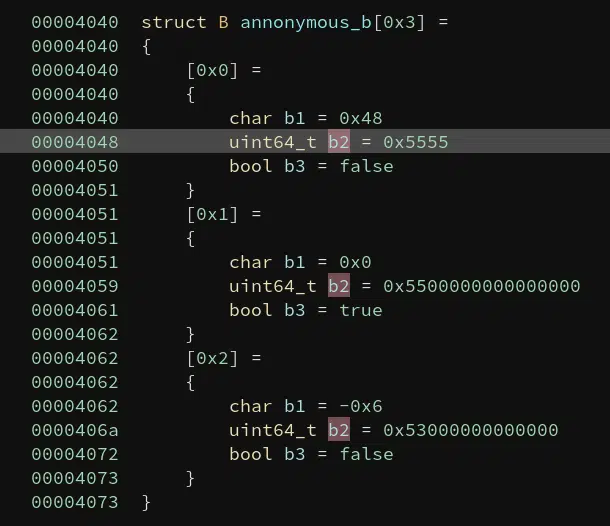 00004040 struct B annonymous_b[0x3] =
00004040 {
00004040 [0x0] =
00004040 {
00004040 char b1 = 0x48
00004048 uint64_t b2 = 0x5555
00004050 bool b3 = false
00004051 }
00004051 [0x1] =
00004051 {
00004051 char b1 = 0x0
00004059 uint64_t b2 = 0x5500000000000000
00004061 bool b3 = true
00004062 }
00004062 [0x2] =
00004062 {
00004062 char b1 = -0x6
0000406a uint64_t b2 = 0x53000000000000
00004072 bool b3 = false
00004073 }
00004073 }